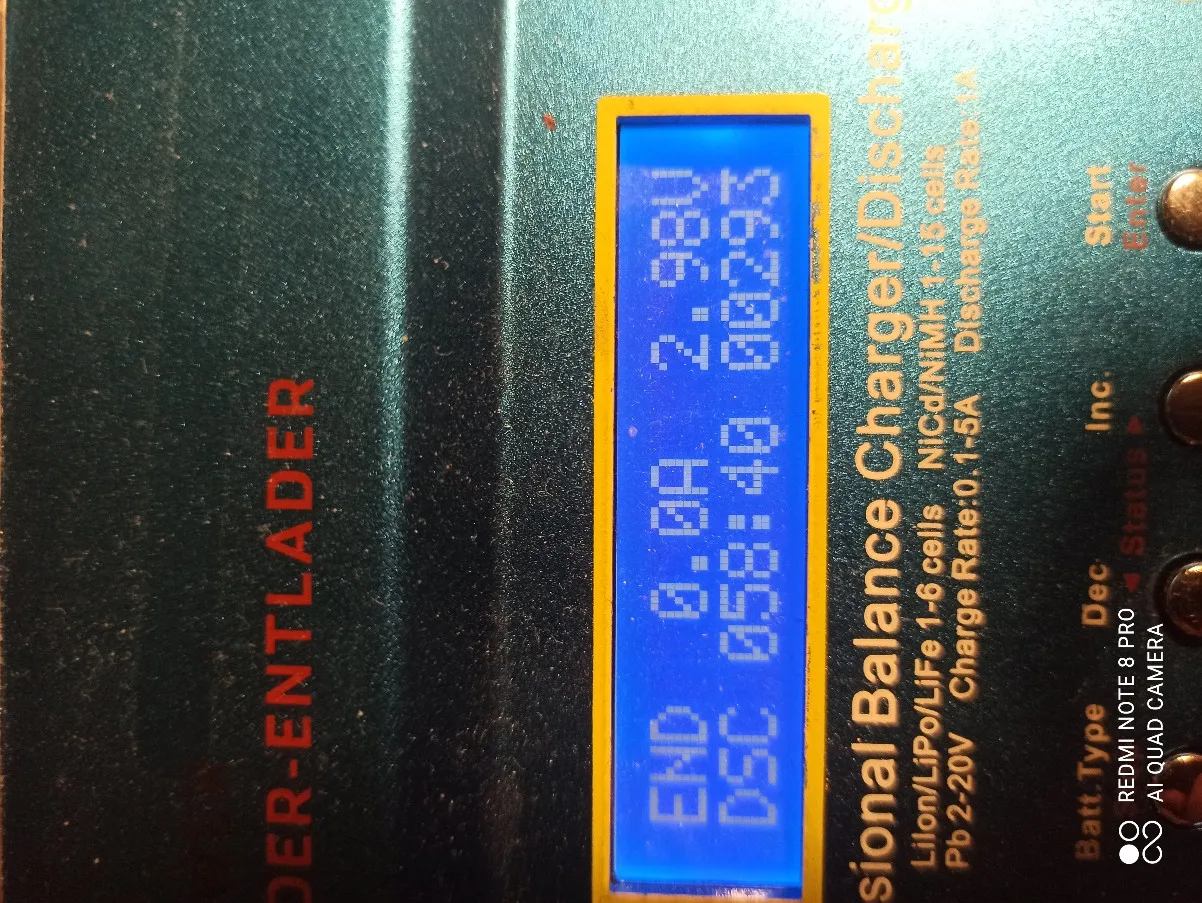 DER-ENTLADER
END 0.0A 2.98V
DSC 058:40 00293
sional Balance Charger/Discharg
LiIon/LiPo/LiFe 1-6 cells NiCd/NiMH 1-15 cells
Pb 2-20V Charge Rate:0.1-5A Discharge Rate:1A
Batt.Type Dec. Inc. Start
◄ Status ► Enter
REDMI NOTE 8 PRO
AI QUAD CAMERA